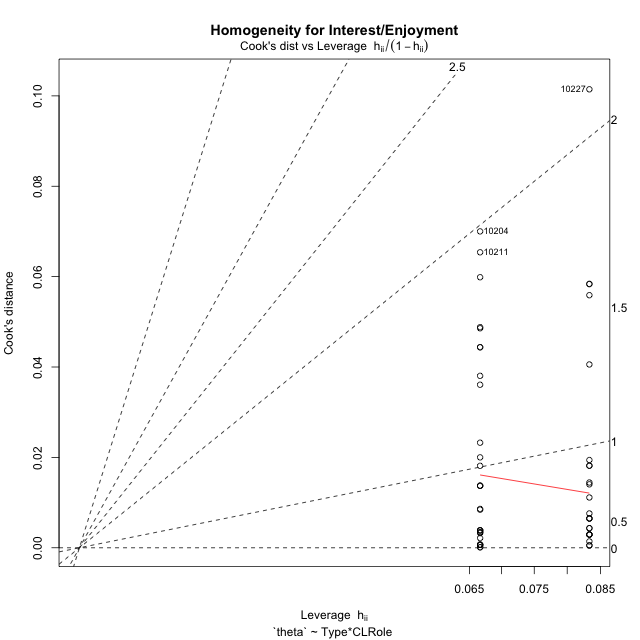 Homogeneity for Interest/Enjoyment
Cook's dist vs Leverage hii/(1 − hii)
2.5
10227
2
10204
10211
1.5
1
0.5
0
Cook's distance
0.10
0.08
0.06
0.04
0.02
0.00
0.065 0.075 0.085
Leverage hii
`theta` ~ Type*CLRole